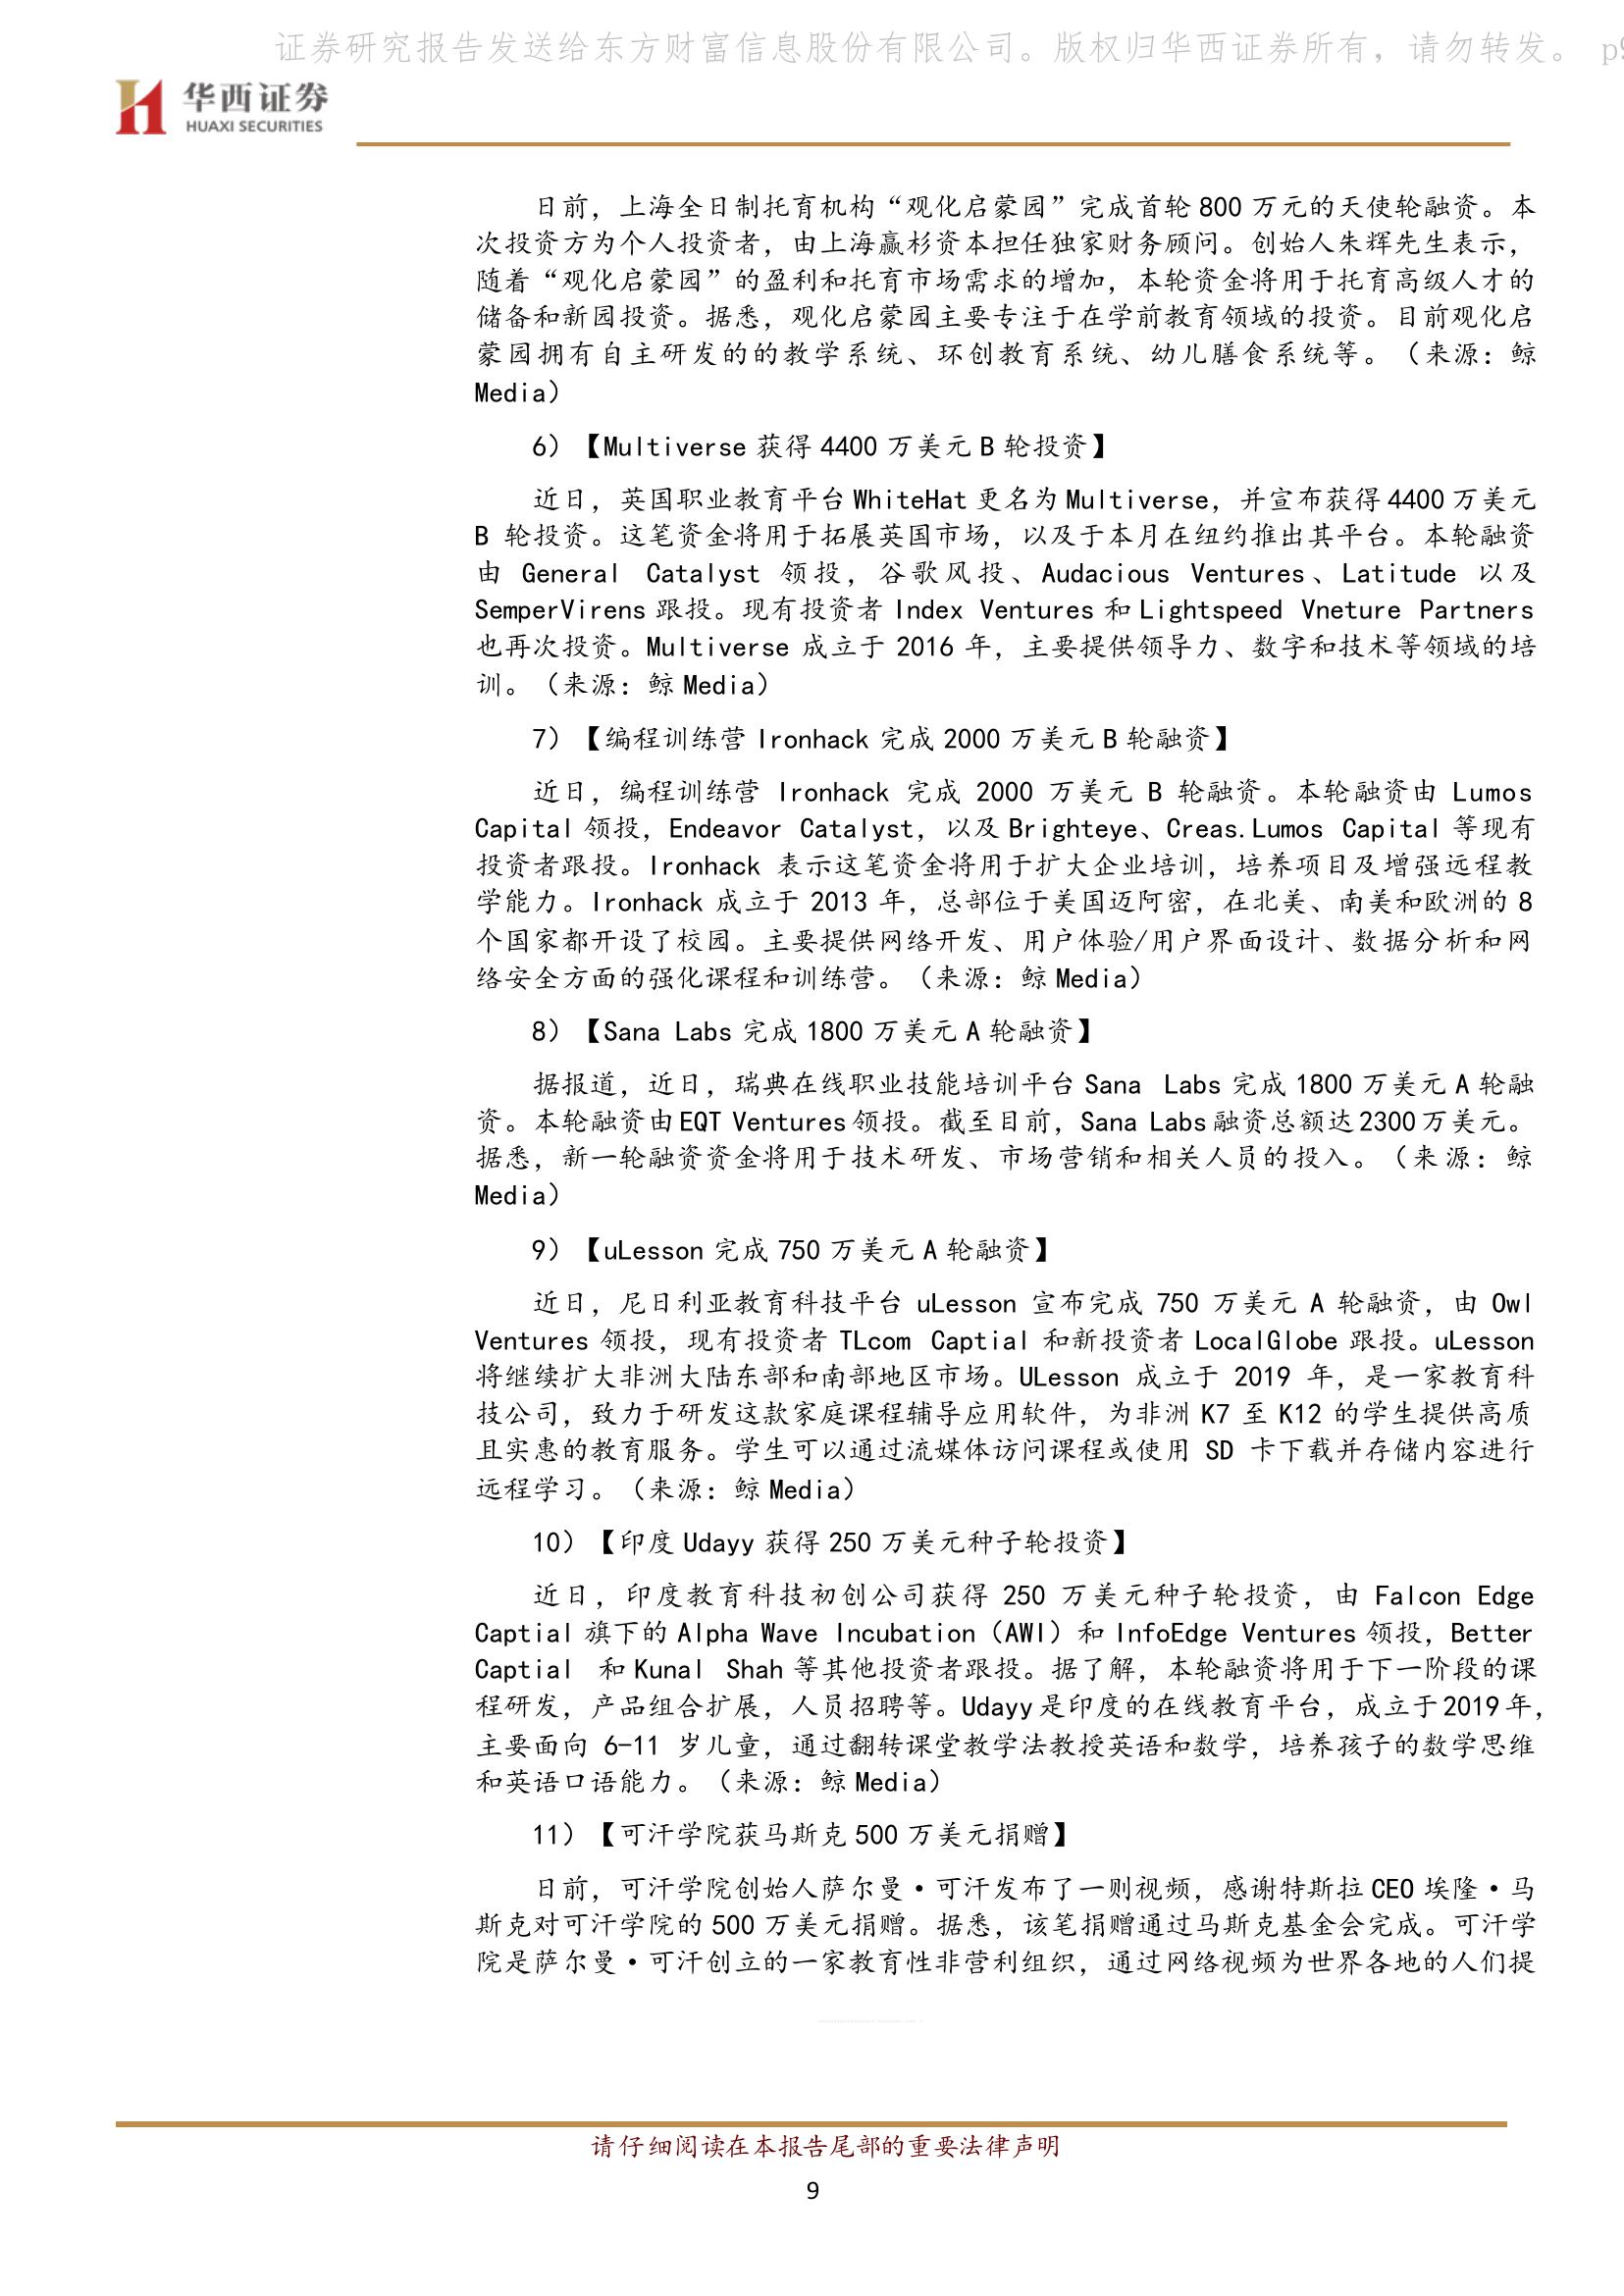 证券研究报告发送给东方财富信息股份有限公司。版权归华西证券所有，请勿转发。 p9
华西证券
HUAXI SECURITIES
日前，上海全日制托育机构“观化启蒙园”完成首轮 800 万元的天使轮融资。本
次投资方为个人投资者，由上海赢杉资本担任独家财务顾问。创始人朱辉先生表示，
随着“观化启蒙园”的盈利和托育市场需求的增加，本轮资金将用于托育高级人才的
储备和新园投资。据悉，观化启蒙园主要专注于在学前教育领域的投资。目前观化启
蒙园拥有自主研发的的教学系统、环创教育系统、幼儿膳食系统等。（来源：鲸
Media）
6）【Multiverse 获得 4400 万美元 B 轮投资】
近日，英国职业教育平台 WhiteHat 更名为 Multiverse，并宣布获得 4400 万美元
B 轮投资。这笔资金将用于拓展英国市场，以及于本月在纽约推出其平台。本轮融资
由 General Catalyst 领投，谷歌风投、Audacious Ventures、Latitude 以及
SemperVirens 跟投。现有投资者 Index Ventures 和 Lightspeed Vneture Partners
也再次投资。Multiverse 成立于 2016 年，主要提供领导力、数字和技术等领域的培
训。（来源：鲸 Media）
7）【编程训练营 Ironhack 完成 2000 万美元 B 轮融资】
近日，编程训练营 Ironhack 完成 2000 万美元 B 轮融资。本轮融资由 Lumos
Capital 领投，Endeavor Catalyst，以及 Brighteye、Creas.Lumos Capital 等现有
投资者跟投。Ironhack 表示这笔资金将用于扩大企业培训，培养项目及增强远程教
学能力。Ironhack 成立于 2013 年，总部位于美国迈阿密，在北美、南美和欧洲的 8
个国家都开设了校园。主要提供网络开发、用户体验/用户界面设计、数据分析和网
络安全方面的强化课程和训练营。（来源：鲸 Media）
8）【Sana Labs 完成 1800 万美元 A 轮融资】
据报道，近日，瑞典在线职业技能培训平台 Sana Labs 完成 1800 万美元 A 轮融
资。本轮融资由 EQT Ventures 领投。截至目前，Sana Labs 融资总额达 2300 万美元。
据悉，新一轮融资资金将用于技术研发、市场营销和相关人员的投入。（来源：鲸
Media）
9）【uLesson 完成 750 万美元 A 轮融资】
近日，尼日利亚教育科技平台 uLesson 宣布完成 750 万美元 A 轮融资，由 Owl
Ventures 领投，现有投资者 TLcom Captial 和新投资者 LocalGlobe 跟投。uLesson
将继续扩大非洲大陆东部和南部地区市场。ULesson 成立于 2019 年，是一家教育科
技公司，致力于研发这款家庭课程辅导应用软件，为非洲 K7 至 K12 的学生提供高质
且实惠的教育服务。学生可以通过流媒体访问课程或使用 SD 卡下载并存储内容进行
远程学习。（来源：鲸 Media）
10）【印度 Udayy 获得 250 万美元种子轮投资】
近日，印度教育科技初创公司获得 250 万美元种子轮投资，由 Falcon Edge
Captial 旗下的 Alpha Wave Incubation（AWI）和 InfoEdge Ventures 领投，Better
Captial 和 Kunal Shah 等其他投资者跟投。据了解，本轮融资将用于下一阶段的课
程研发，产品组合扩展，人员招聘等。Udayy 是印度的在线教育平台，成立于 2019 年，
主要面向 6-11 岁儿童，通过翻转课堂教学法教授英语和数学，培养孩子的数学思维
和英语口语能力。（来源：鲸 Media）
11）【可汗学院获马斯克 500 万美元捐赠】
日前，可汗学院创始人萨尔曼·可汗发布了一则视频，感谢特斯拉 CEO 埃隆·马
斯克对可汗学院的 500 万美元捐赠。据悉，该笔捐赠通过马斯克基金会完成。可汗学
院是萨尔曼·可汗创立的一家教育性非营利组织，通过网络视频为世界各地的人们提
请仔细阅读在本报告尾部的重要法律声明
9